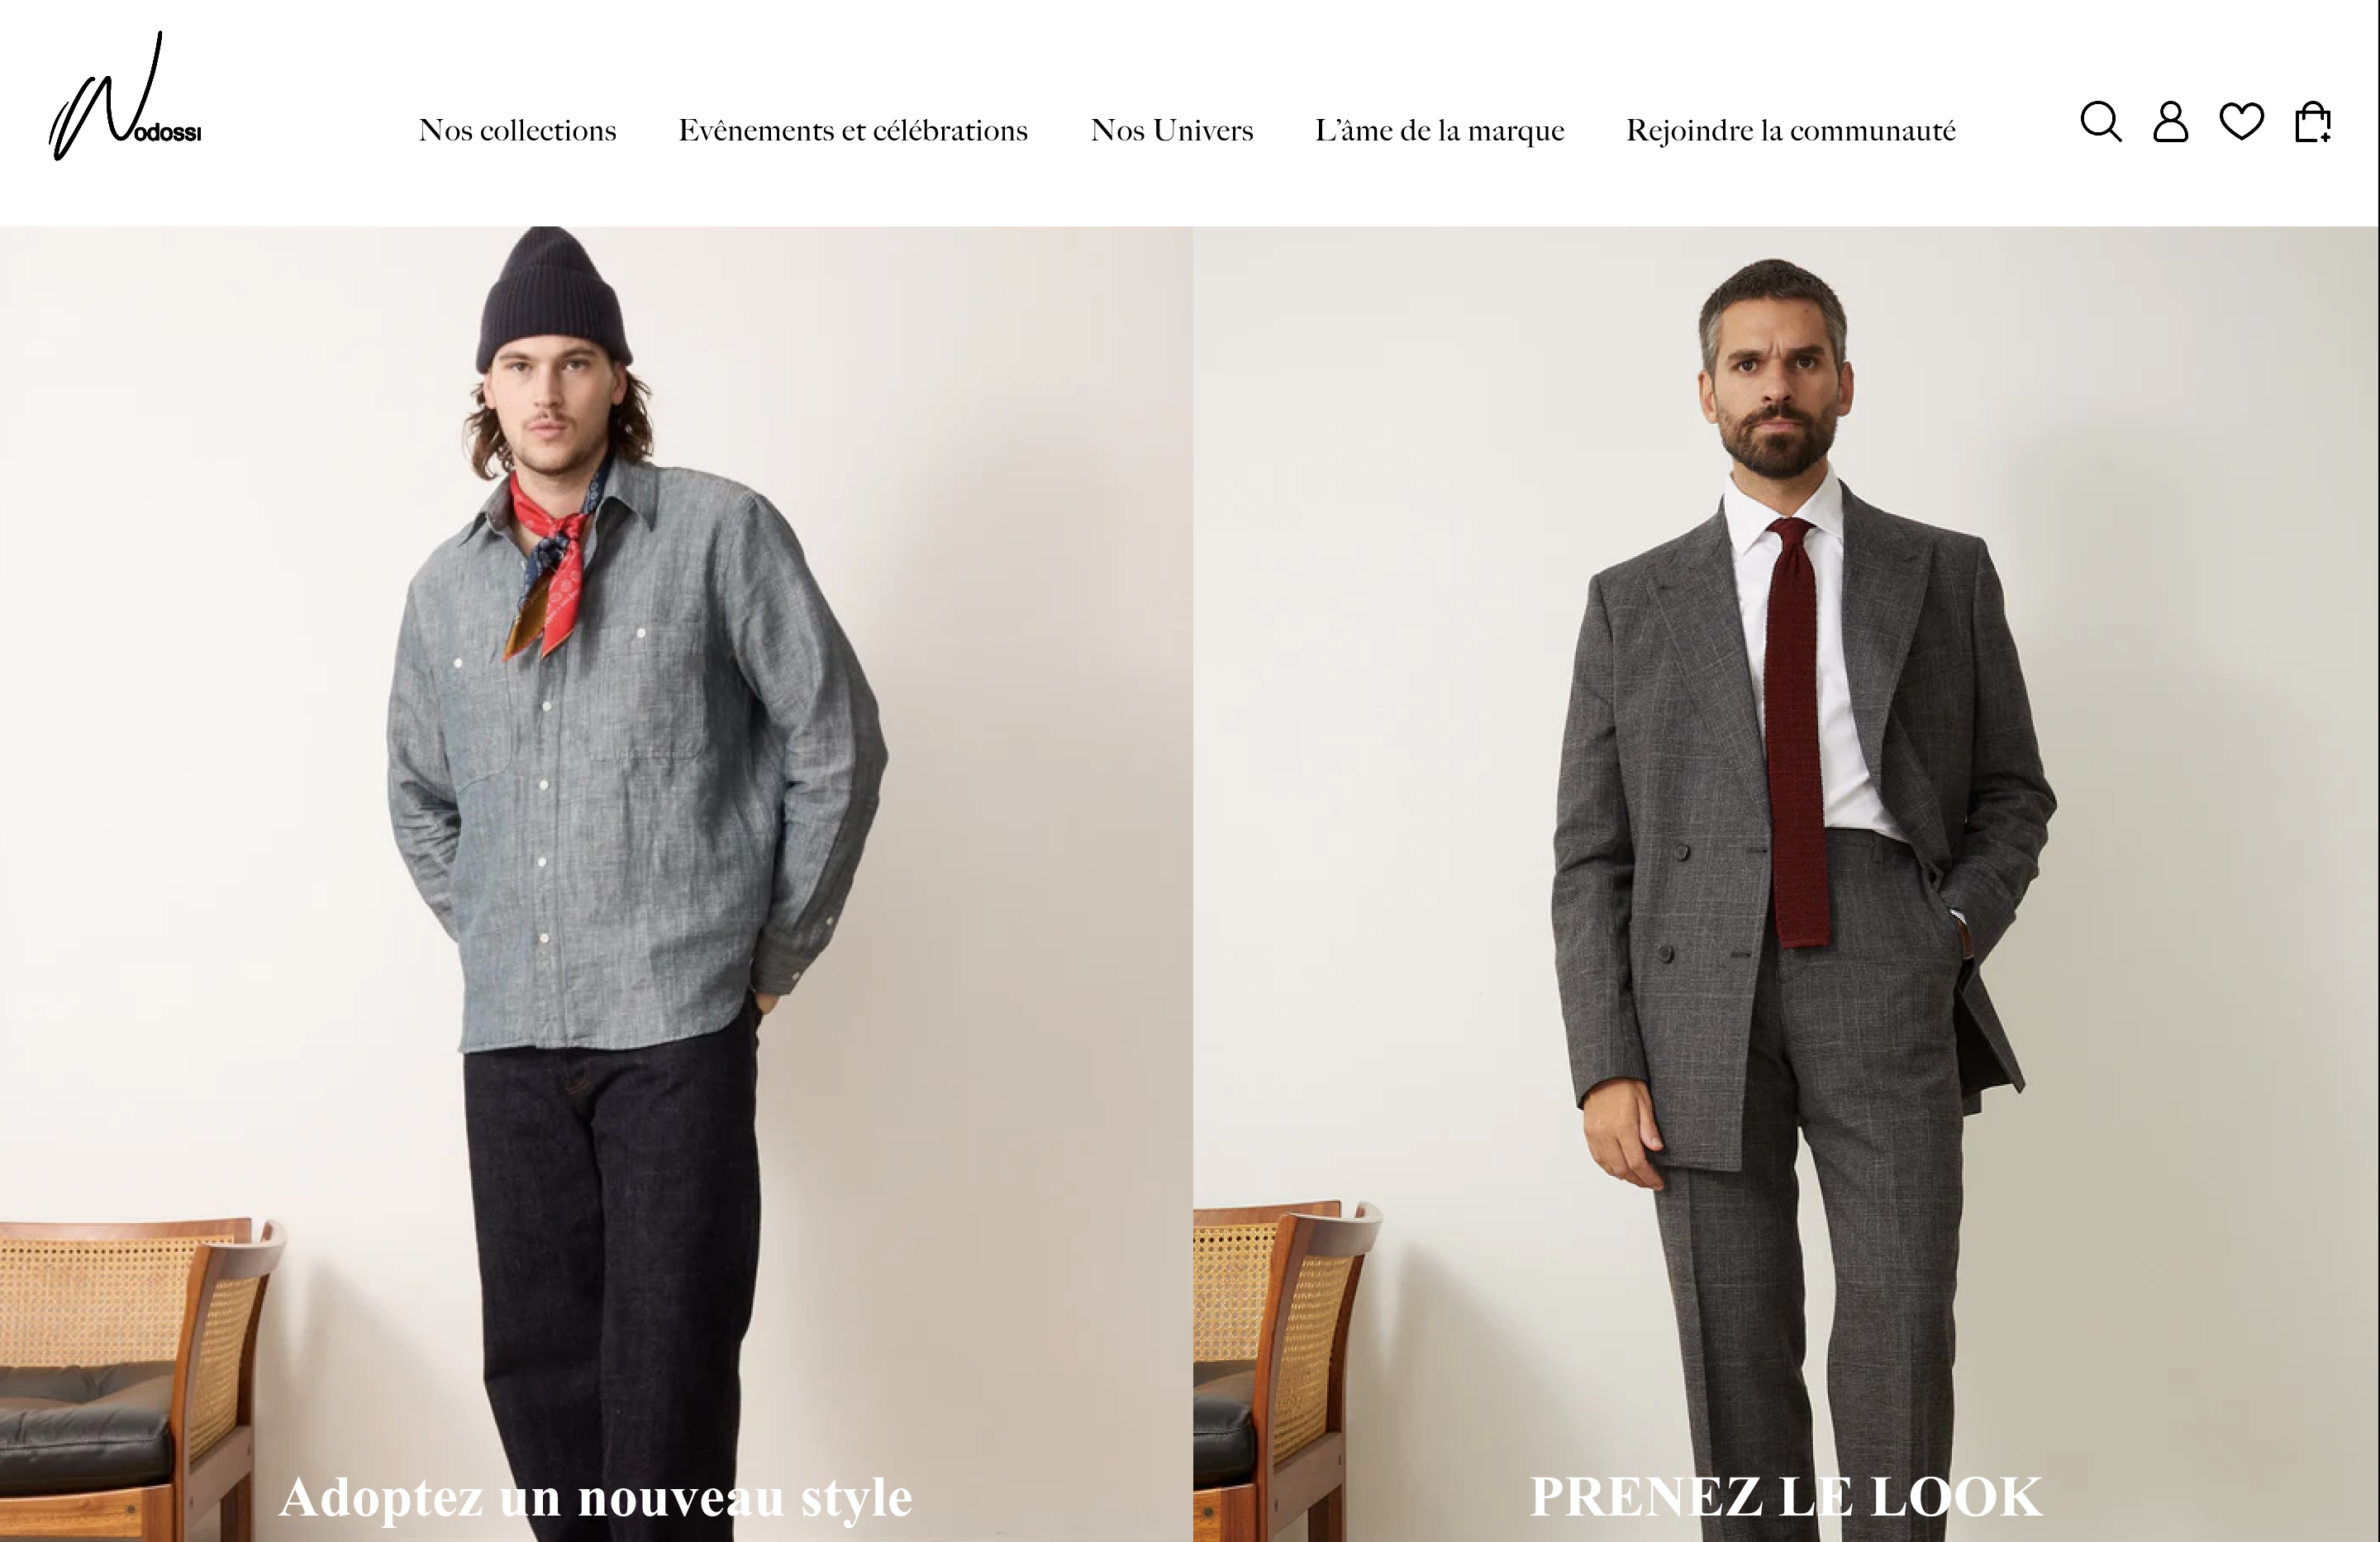 Nodossi
Nos collections
Evênements et célébrations
Nos Univers
L'âme de la marque
Rejoindre la communauté
Adoptez un nouveau style
PRENEZ LE LOOK